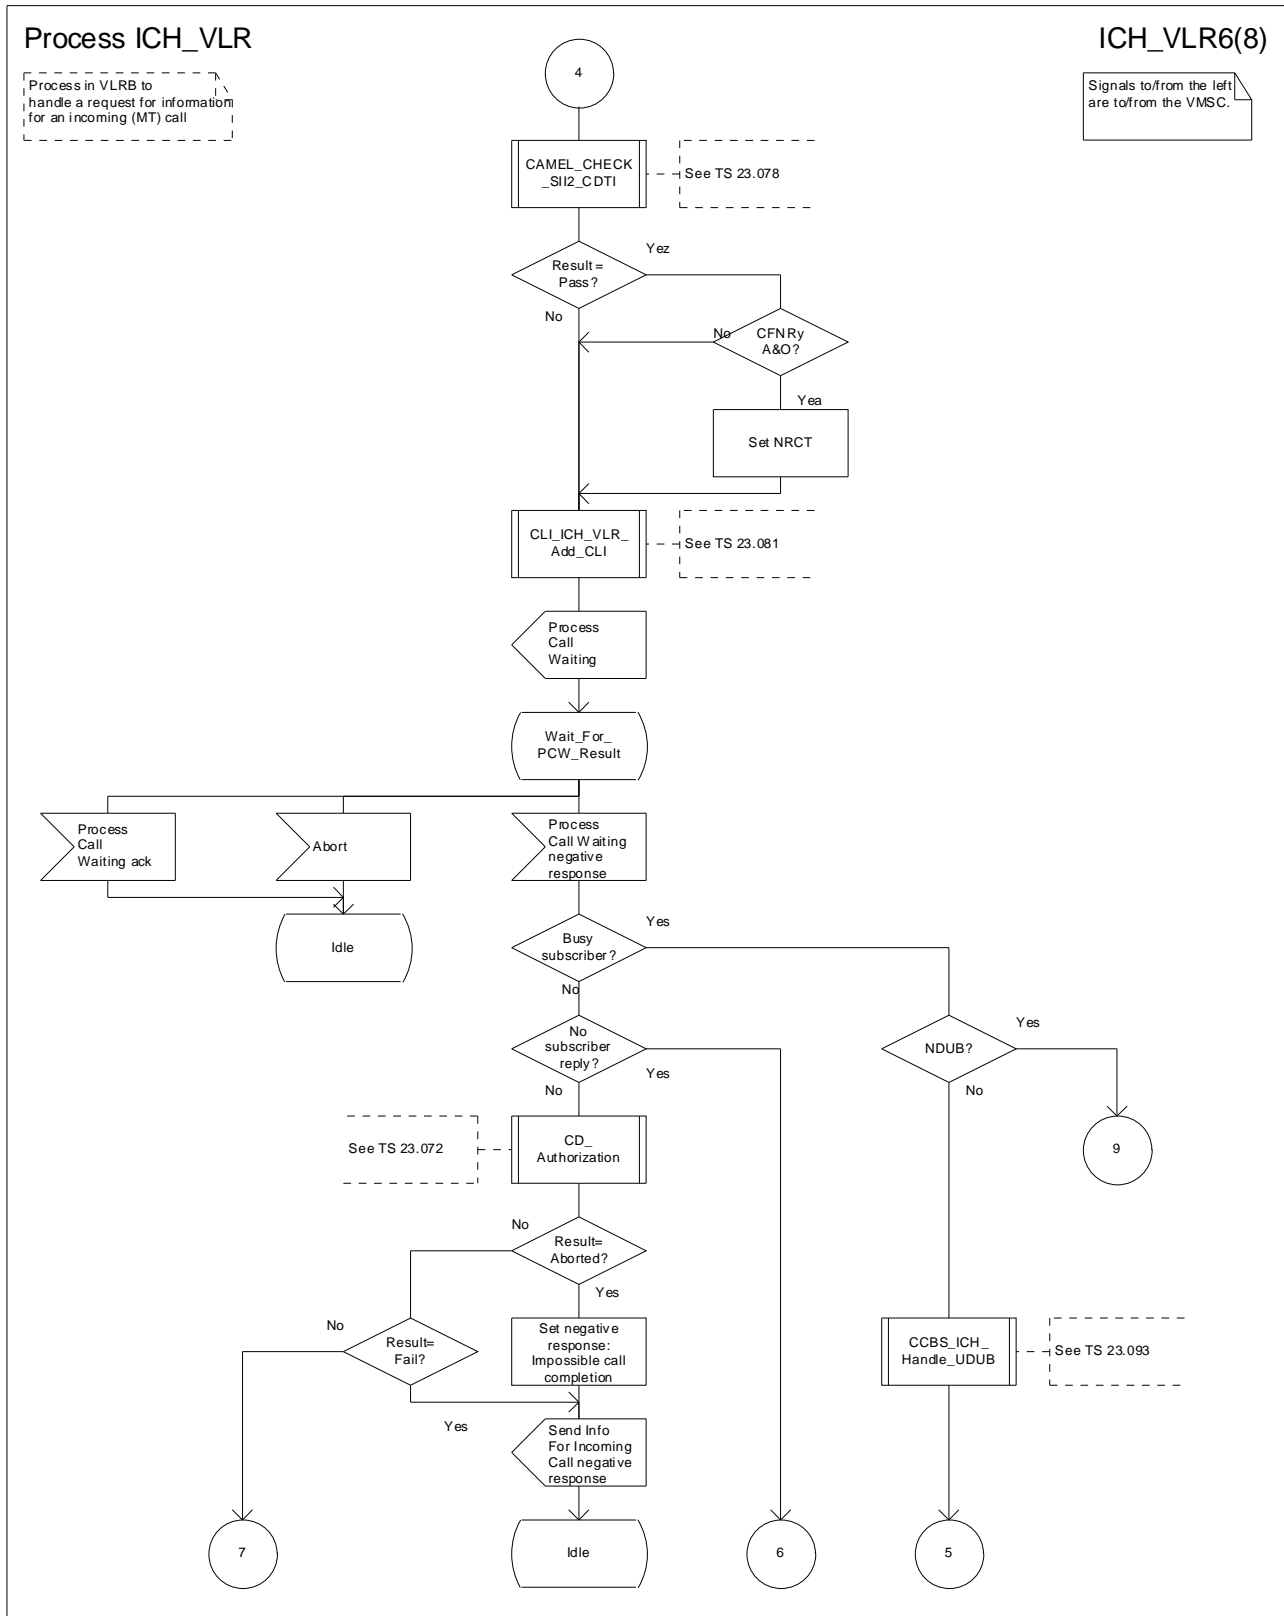 Process ICH_VLR
ICH_VLR6(8)
Process in VLRB to
handle a request for information
for an incoming (MT) call
Signals to/from the left
are to/from the VMSC.
4
CAMEL_CHECK
_SII2_CDTI
See TS 23.078
Result=
Pass?
Yez
No
CFNRy
A&O?
No
Yea
Set NRCT
CLI_ICH_VLR_
Add_CLI
See TS 23.081
Process
Call
Waiting
Wait_For_
PCW_Result
Process
Call
Waiting ack
Abort
Process
Call Waiting
negative
response
Idle
Busy
subscriber?
Yes
No
No
subscriber
reply?
Yes
No
NDUB?
Yes
No
9
See TS 23.072
CD_
Authorization
Result=
Aborted?
No
Yes
Result=
Fail?
No
Yes
Set negative
response:
Impossible call
completion
CCBS_ICH_
Handle_UDUB
See TS 23.093
Send Info
For Incoming
Call negative
response
7
Idle
6
5